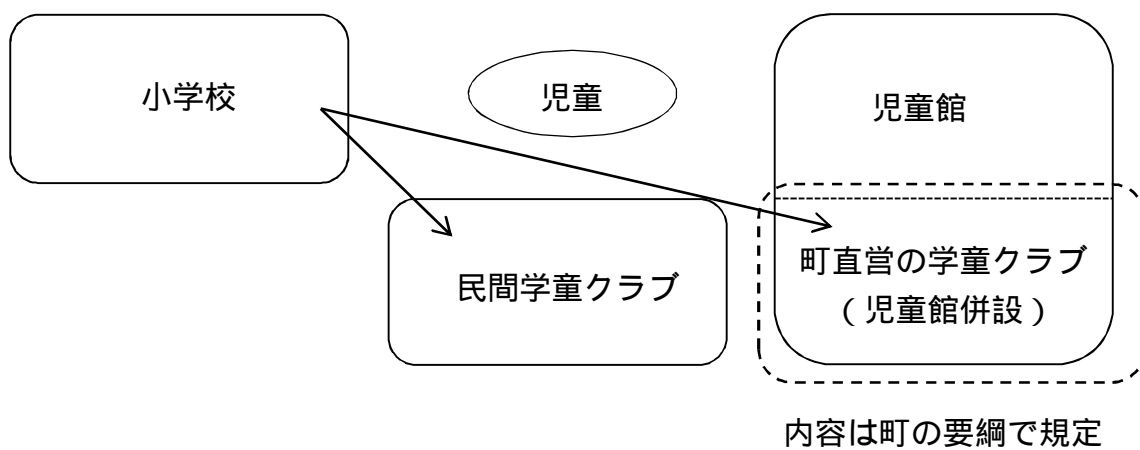 小学校
児童
児童館
民間学童クラブ
町直営の学童クラブ
(児童館併設)
内容は町の要綱で規定